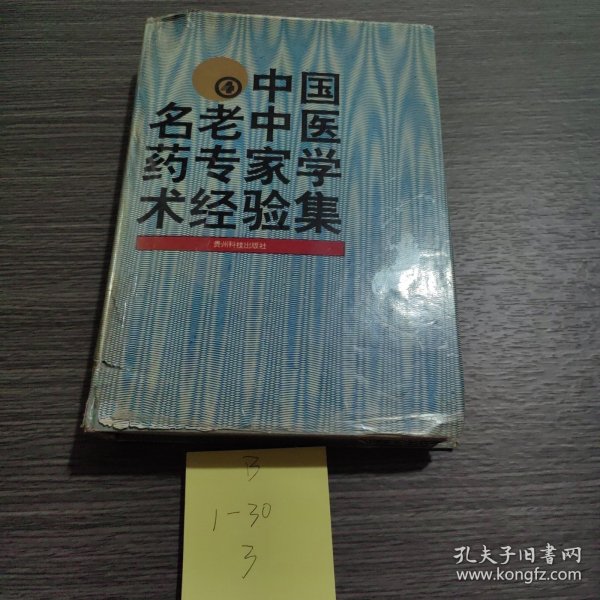 ④中国
名老中医
药专家学
术经验集
贵州科技出版社
B
1-30
3
孔夫子旧书网
www.kongfz.com